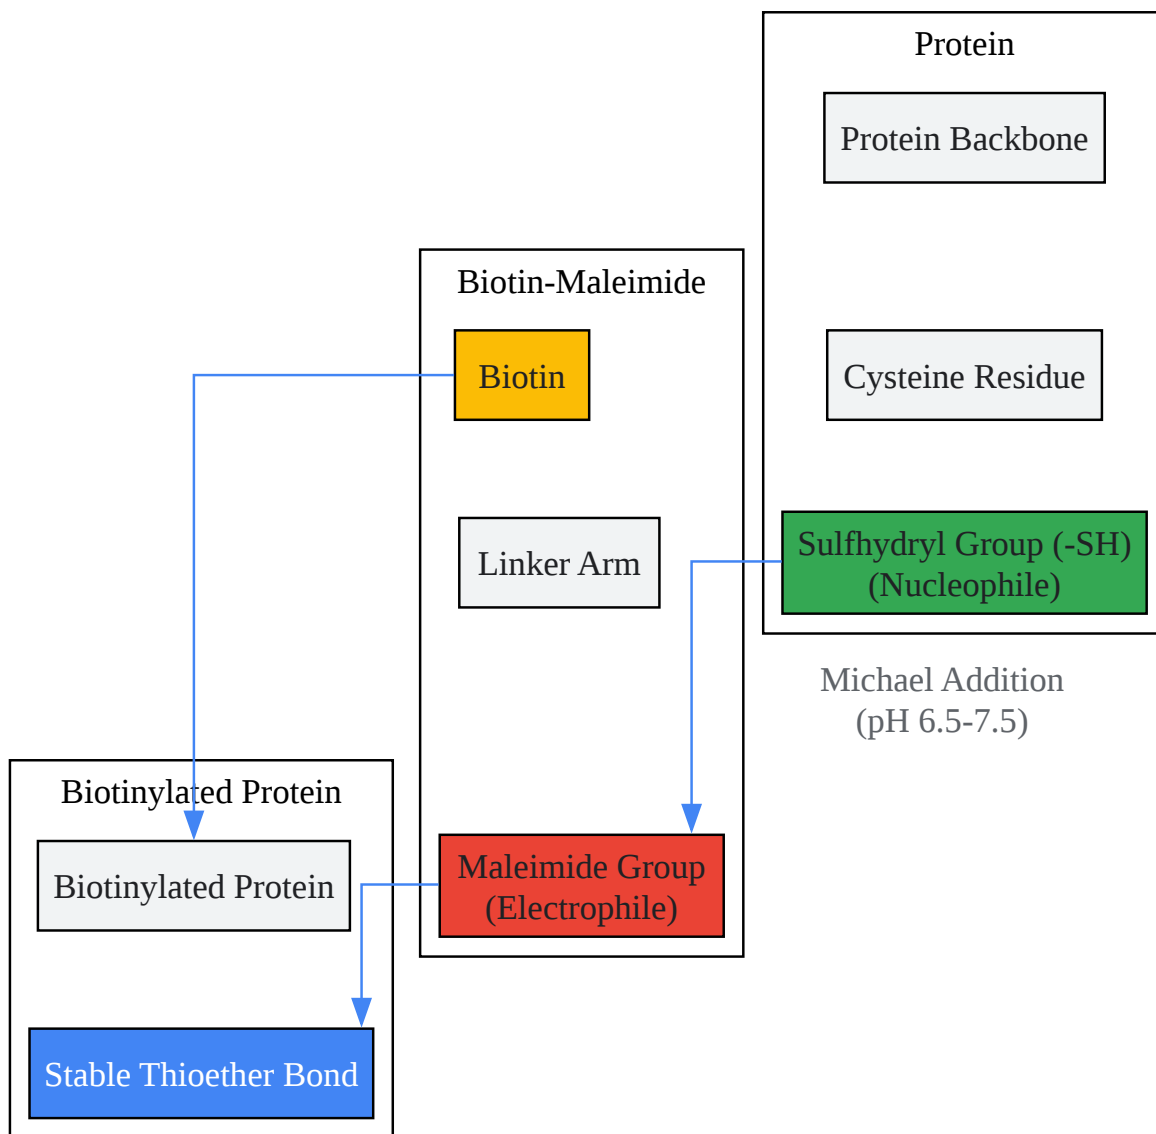 Protein
Protein Backbone
Cysteine Residue
Sulfhydryl Group (-SH)
(Nucleophile)
Michael Addition
(pH 6.5-7.5)
Biotin-Maleimide
Biotin
Linker Arm
Maleimide Group
(Electrophile)
Biotinylated Protein
Biotinylated Protein
Stable Thioether Bond